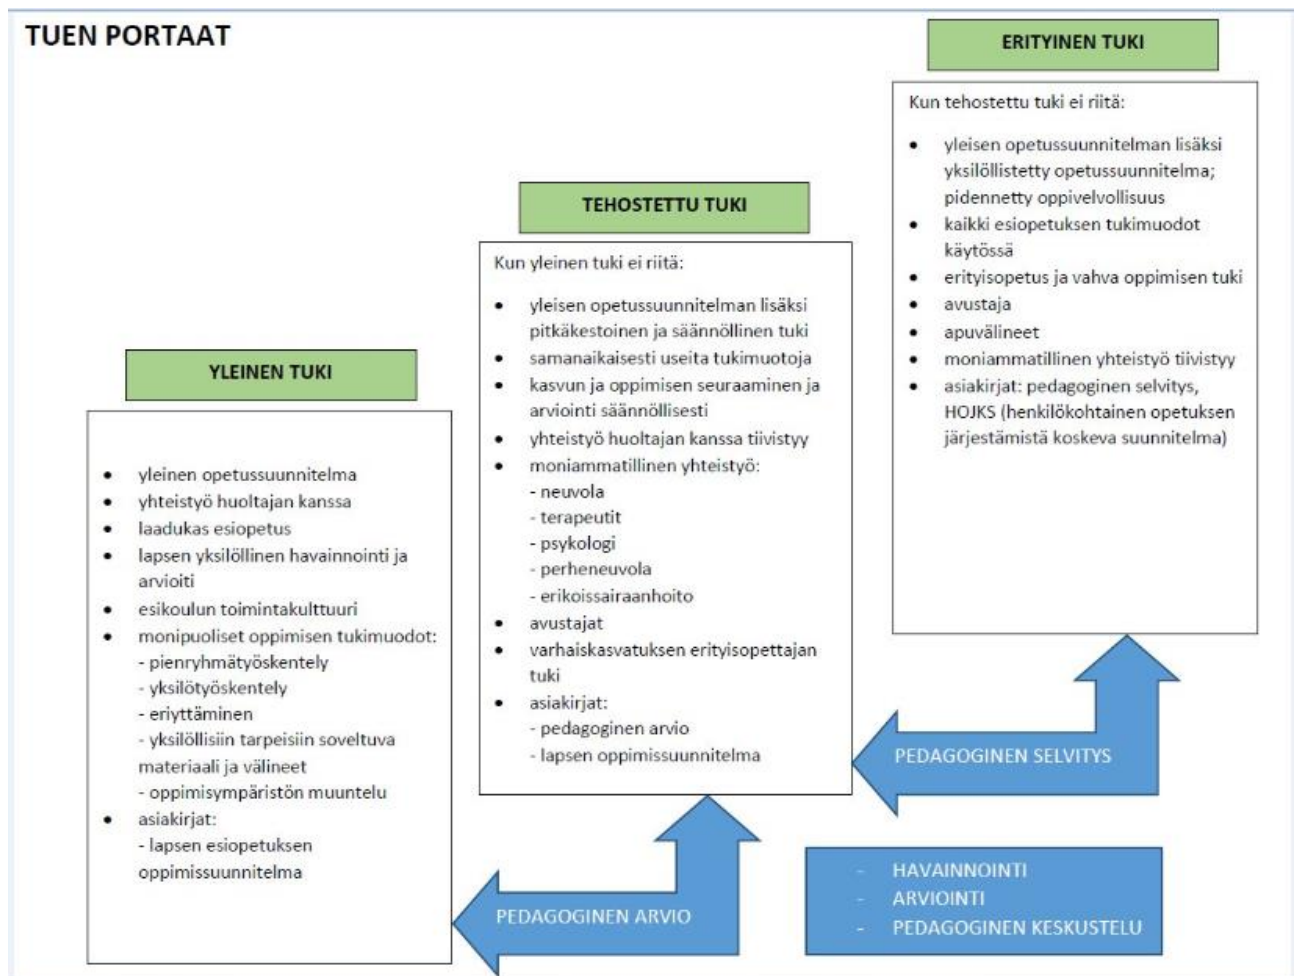 TUEN PORTAAT
YLEINEN TUKI
• yleinen opetussuunnitelma
• yhteistyö huoltajan kanssa
• laadukas esiopetus
• lapsen yksilöllinen havainnointi ja
arvioiti
• esikoulun toimintakulttuuri
• monipuoliset oppimisen tukimuodot:
- pienryhmätyöskentely
- yksilötyöskentely
- eriyttäminen
- yksilöllisiin tarpeisiin soveltuva
materiaali ja välineet
- oppimisympäristön muuntelu
• asiakirjat:
- lapsen esiopetuksen
oppimissuunnitelma
PEDAGOGINEN ARVIO
TEHOSTETTU TUKI
Kun yleinen tuki ei riitä:
• yleisen opetussuunnitelman lisäksi
pitkäkestoinen ja säännöllinen tuki
• samanaikaisesti useita tukimuotoja
• kasvun ja oppimisen seuraaminen ja
arviointi säännöllisesti
• yhteistyö huoltajan kanssa tiivistyy
• moniammatillinen yhteistyö:
- neuvola
- terapeutit
- psykologi
- perheneuvola
- erikoissairaanhoito
• avustajat
• varhaiskasvatuksen erityisopettajan
tuki
• asiakirjat:
- pedagoginen arvio
- lapsen oppimissuunnitelma
PEDAGOGINEN SELVITYS
ERITYINEN TUKI
Kun tehostettu tuki ei riitä:
• yleisen opetussuunnitelman lisäksi
yksilöllistetty opetussuunnitelma;
pidennetty oppivelvollisuus
• kaikki esiopetuksen tukimuodot
käytössä
• erityisopetus ja vahva oppimisen tuki
• avustaja
• apuvälineet
• moniammatillinen yhteistyö tiivistyy
• asiakirjat: pedagoginen selvitys,
HOJKS (henkilökohtainen opetuksen
järjestämistä koskeva suunnitelma)
- HAVAINNOINTI
- ARVIOINTI
- PEDAGOGINEN KESKUSTELU